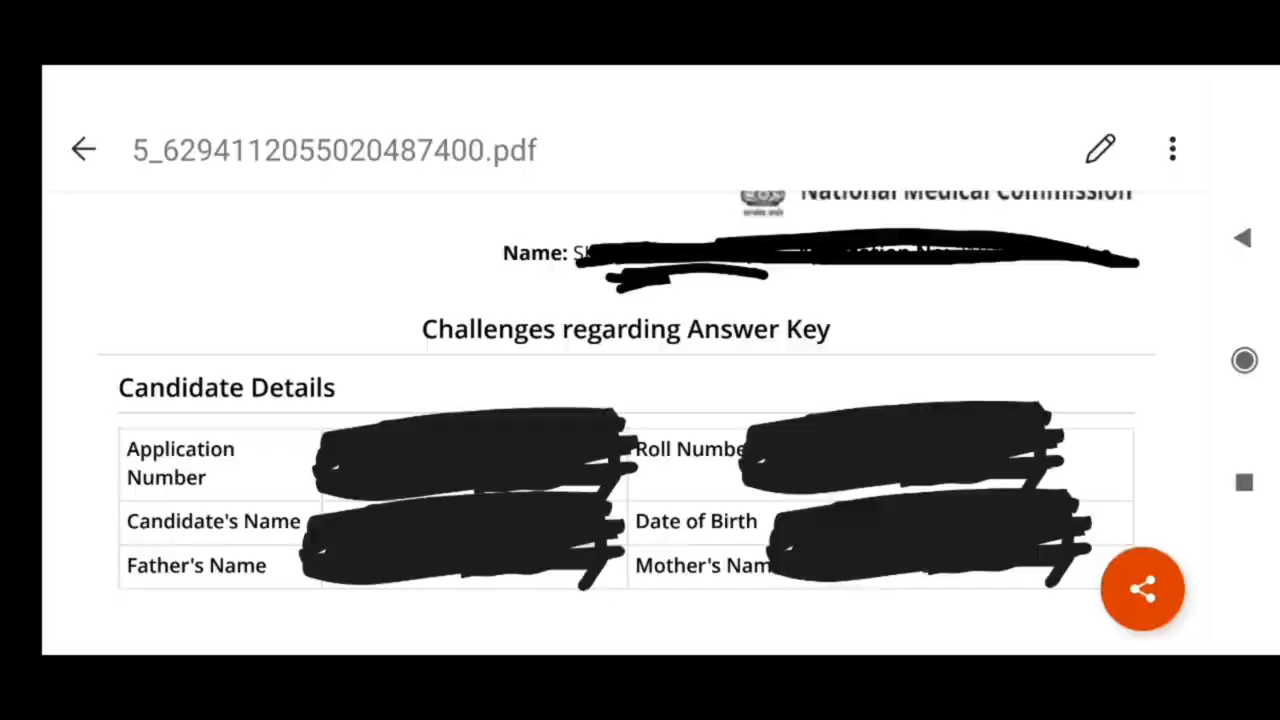 5_6294112055020487400.pdf
National Medical Commission
Name:
Challenges regarding Answer Key
Candidate Details
Application Number
Roll Numbe
Candidate's Name
Date of Birth
Father's Name
Mother's Nam